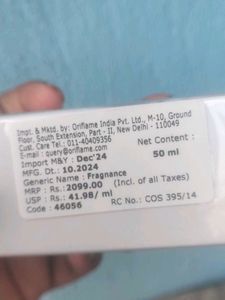 Impt. & Mktd. by: Oriflame India Pvt. Ltd., M-10, Ground
Floor, South Extension, Part - II, New Delhi - 110049
Cust. Care Tel.: 011-40409356
E-mail : query@oriflame.com
Net Content :
50 ml
Import M&Y : Dec'24
MFG. Dt.: 10.2024
Generic Name : Fragnance
MRP : Rs.: 2099.00 (Incl. of all Taxes)
USP : Rs.: 41.98/ ml
Code : 46056
RC No.: COS 395/14